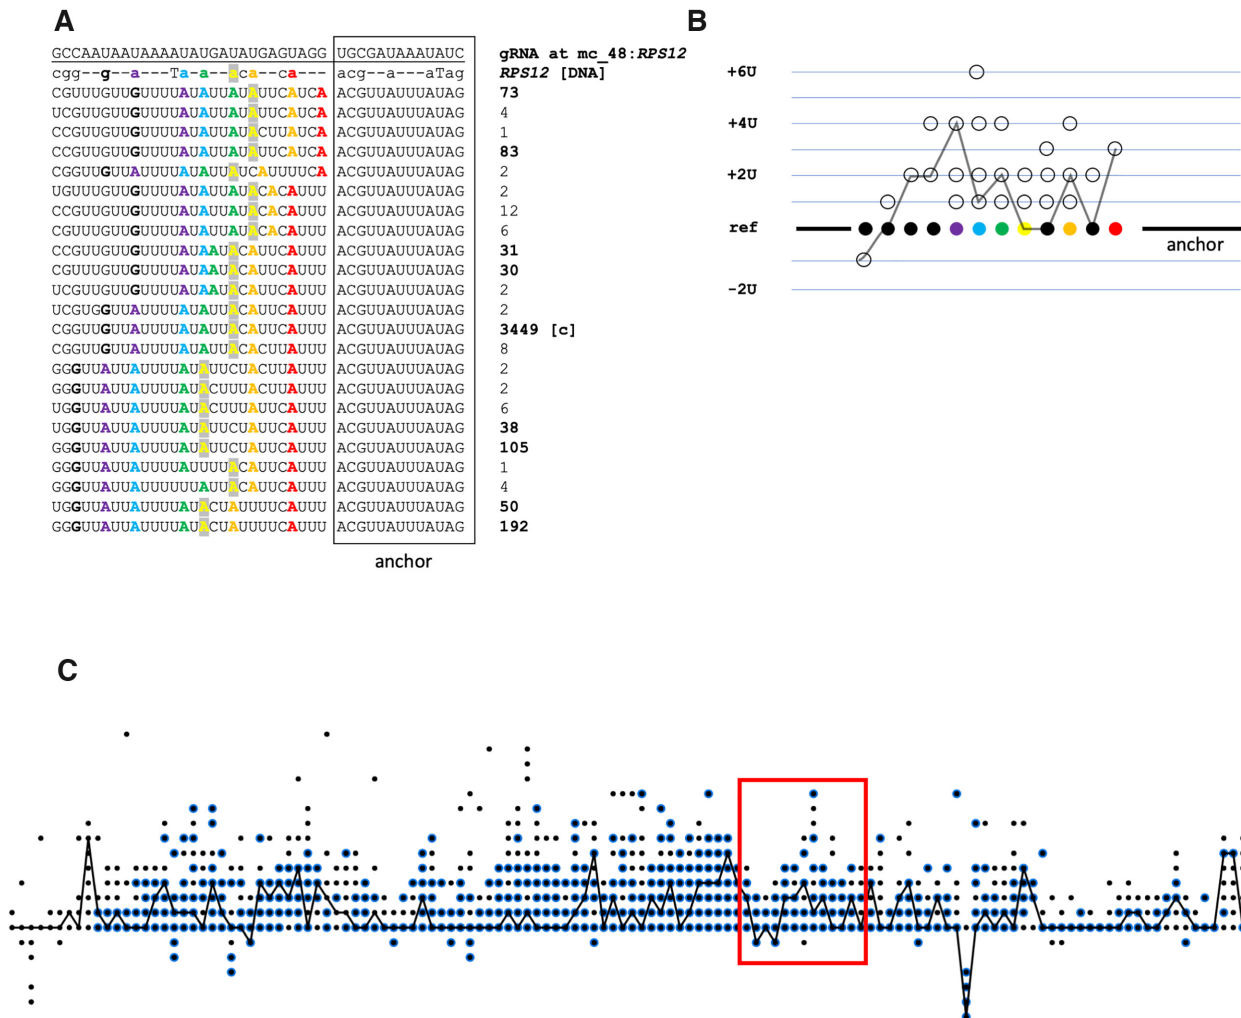 A
GCCAAUAAUAAAAUAUGAUAUGAGUAGG UGCGAUAAAUAUC gRNA at mc_48:RPS12
cgg--g--a---Ta-a--aca--ca--- acg--a---aTag RPS12 [DNA]
CGUUUGUUGUUUUAUAUUAUAUUCAUCA ACGUUAUUUAUAG 73
UCGUUGUUGUUUUAUAUUAUAUUCAUCA ACGUUAUUUAUAG 4
CCGUUGUUGUUUUAUAUUAUACUUAUCA ACGUUAUUUAUAG 1
CCGUUGUUGUUUUAUAUUAUAUUCAUCA ACGUUAUUUAUAG 83
CGGUUGUUAUUUUAUAUUAUCAUUUUCA ACGUUAUUUAUAG 2
UGUUUGUUGUUUUAUAUUAUACACAUUU ACGUUAUUUAUAG 2
CCGUUGUUGUUUUAUAUUAUACACAUUU ACGUUAUUUAUAG 12
CGUUUGUUGUUUUAUAUUAUACACAUUU ACGUUAUUUAUAG 6
CCGUUGUUGUUUUAUAAUACAUUCAUUU ACGUUAUUUAUAG 31
CGUUUGUUGUUUUAUAAUACAUUCAUUU ACGUUAUUUAUAG 30
UCGUUGUUGUUUUAUAAUACAUUCAUUU ACGUUAUUUAUAG 2
UCGUGGUUAUUUUAUAUUACAUUCAUUU ACGUUAUUUAUAG 2
CGGUUGUUAUUUUAUAUUACAUUCAUUU ACGUUAUUUAUAG 3449 [c]
CGGUUGUUAUUUUAUAUUACACUUAUUU ACGUUAUUUAUAG 8
GGGUUAUUAUUUUAUAUUCUACUUAUUU ACGUUAUUUAUAG 2
GGGUUAUUAUUUUAUACUUUACUUAUUU ACGUUAUUUAUAG 2
UGGUUAUUAUUUUAUACUUUAUUCAUUU ACGUUAUUUAUAG 6
UGGUUAUUAUUUUAUAUUCUAUUCAUUU ACGUUAUUUAUAG 38
GGGUUAUUAUUUUAUAUUCUAUUCAUUU ACGUUAUUUAUAG 105
GGGUUAUUAUUUUAUUUUACAUUCAUUU ACGUUAUUUAUAG 1
GGGUUAUUAUUUUUUAUUACAUUCAUUU ACGUUAUUUAUAG 4
UGGUUAUUAUUUUAUACUAUUUUCAUUU ACGUUAUUUAUAG 50
GGGUUAUUAUUUUAUACUAUUUUCAUUU ACGUUAUUUAUAG 192
anchor
B
+6U
+4U
+2U
ref
anchor
-2U
C